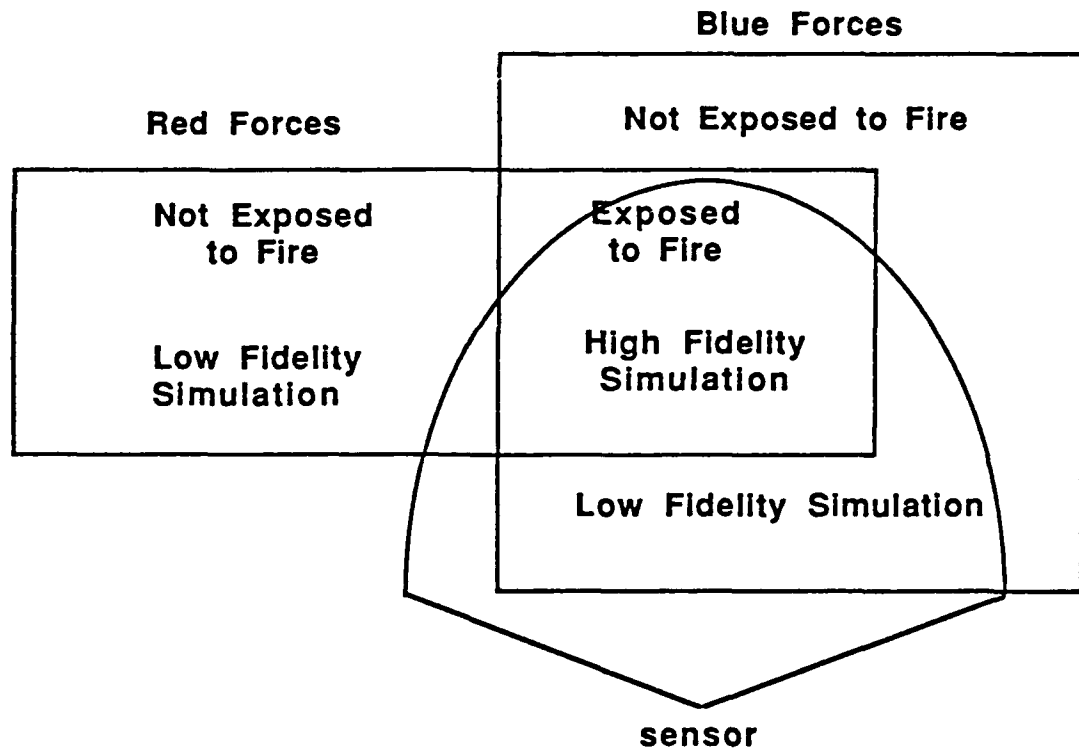 Blue Forces
Red Forces
Not Exposed to Fire
Not Exposed
to Fire
Exposed
to Fire
Low Fidelity
Simulation
High Fidelity
Simulation
Low Fidelity Simulation
sensor